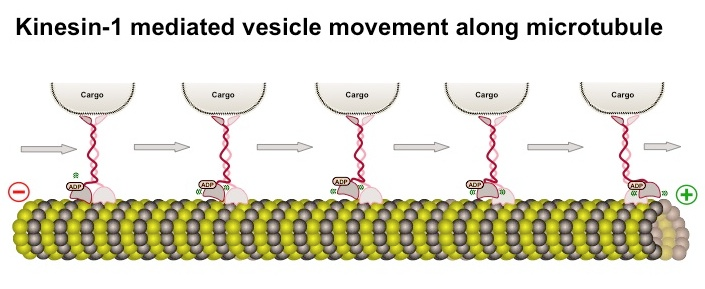 Kinesin-1 mediated vesicle movement along microtubule
Cargo Cargo Cargo Cargo Cargo
ADP ADP ADP ADP ADP
− +